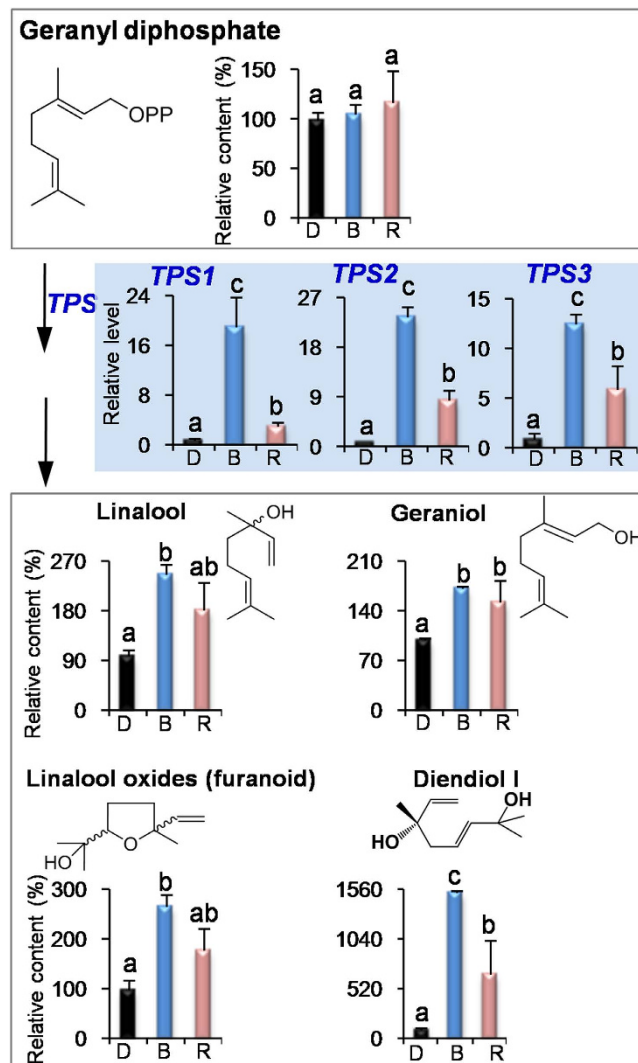 Geranyl diphosphate
OPP
Relative content (%)
150
100
50
0
a a a
D B R
TPS
TPS1
Relative level
24
16
8
0
a c b
D B R
TPS2
27
18
9
0
a c b
D B R
TPS3
15
10
5
0
a c b
D B R
Linalool
OH
Relative content (%)
270
180
90
0
a b ab
D B R
Geraniol
OH
210
140
70
0
a b b
D B R
Linalool oxides (furanoid)
O
HO
Relative content (%)
300
200
100
0
a b ab
D B R
Diendiol I
OH
HO
1560
1040
520
0
a c b
D B R